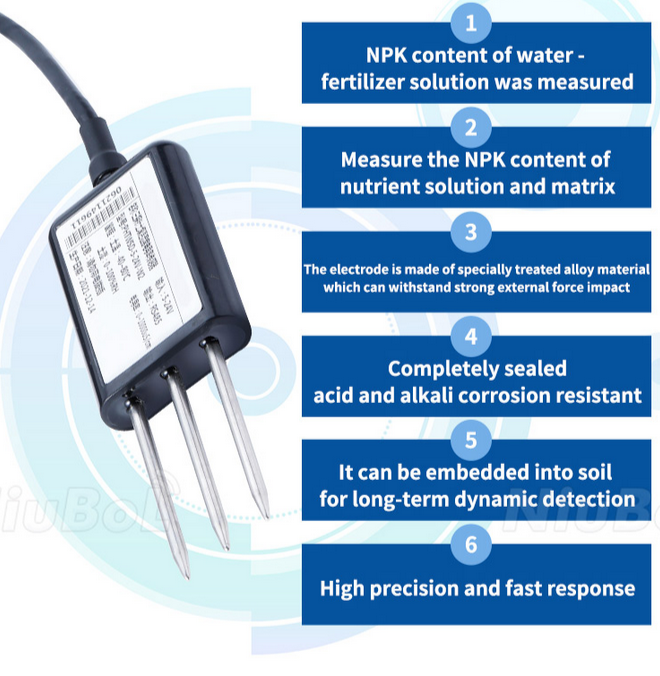 1
NPK content of water -
fertilizer solution was measured
2
Measure the NPK content of
nutrient solution and matrix
3
The electrode is made of specially treated alloy material
which can withstand strong external force impact
4
Completely sealed
acid and alkali corrosion resistant
5
It can be embedded into soil
for long-term dynamic detection
6
High precision and fast response
NiuBoL
NiuBoL